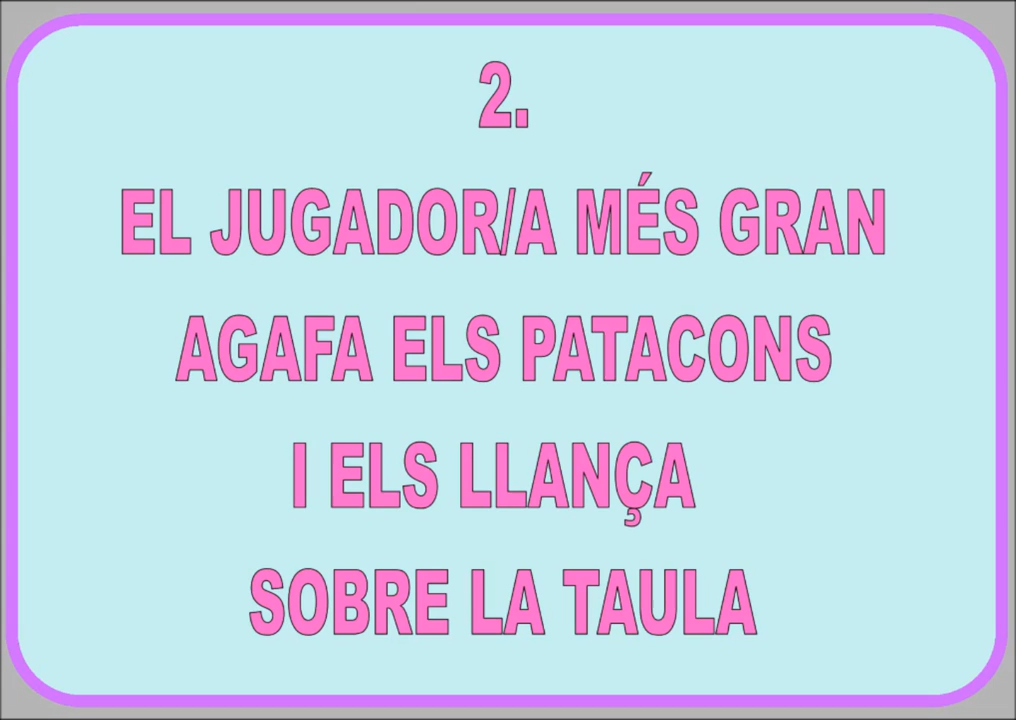 2.
EL JUGADOR/A MÉS GRAN
AGAFA ELS PATACONS
I ELS LLANÇA
SOBRE LA TAULA